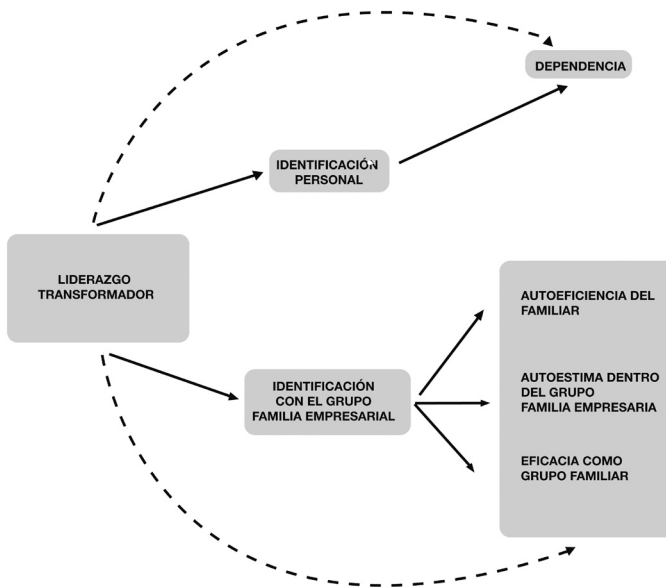 DEPENDENCIA
IDENTIFICACIÓN
PERSONAL
LIDERAZGO
TRANSFORMADOR
IDENTIFICACIÓN
CON EL GRUPO
FAMILIA EMPRESARIAL
AUTOEFICIENCIA DEL
FAMILIAR
AUTOESTIMA DENTRO
DEL GRUPO
FAMILIA EMPRESARIA
EFICACIA COMO
GRUPO FAMILIAR